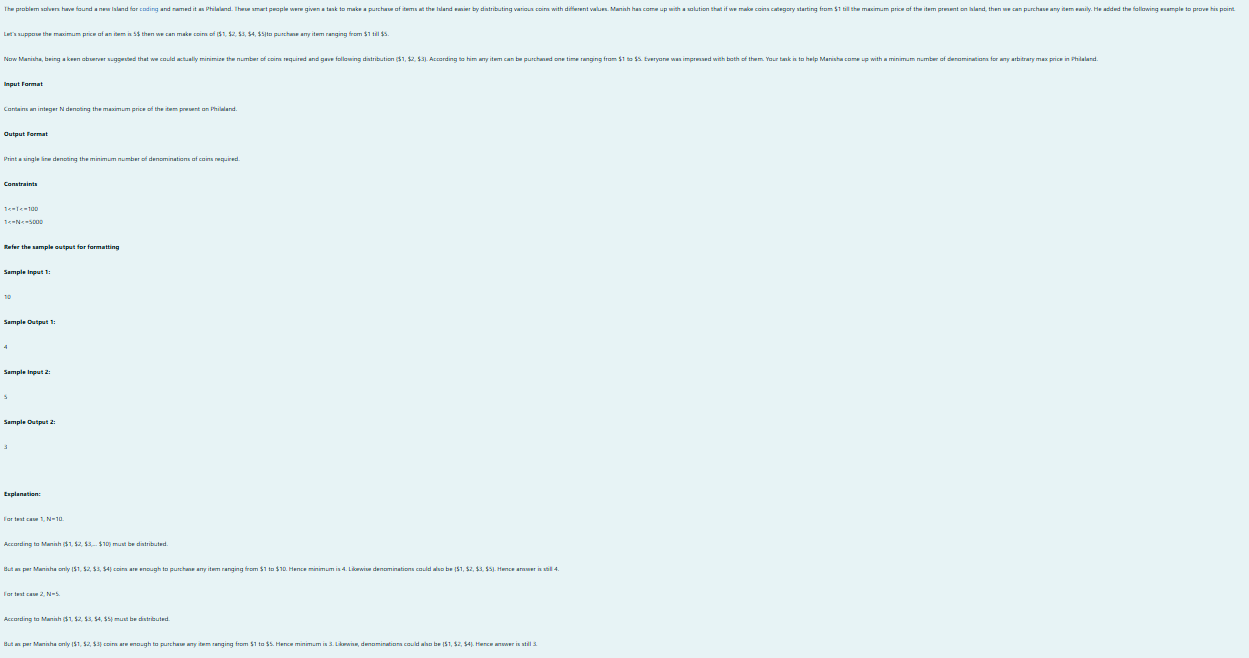 The problem solvers have found a new Island for coding and named it as Philaland. These smart people were given a task to make a purchase of items at the Island easier by distributing various coins with different values. Manish has come up with a solution that if we make coins category starting from $1 till the maximum price of the item present on Island, then we can purchase any item easily. He added the following example to prove his point.
Let's suppose the maximum price of an item is 5$ then we can make coins of {$1, $2, $3, $4, $5}to purchase any item ranging from $1 till $5.
Now Manisha, being a keen observer suggested that we could actually minimize the number of coins required and gave following distribution {$1, $2, $3}. According to him any item can be purchased one time ranging from $1 to $5. Everyone was impressed with both of them. Your task is to help Manisha come up with a minimum number of denominations for any arbitrary max price in Philaland.
Input Format
Contains an integer N denoting the maximum price of the item present on Philaland.
Output Format
Print a single line denoting the minimum number of denominations of coins required.
Constraints
1<=T<=100
1<=N<=5000
Refer the sample output for formatting
Sample Input 1:
10
Sample Output 1:
4
Sample Input 2:
5
Sample Output 2:
3
Explanation:
For test case 1, N=10.
According to Manish {$1, $2, $3,... $10} must be distributed.
But as per Manisha only {$1, $2, $3, $4} coins are enough to purchase any item ranging from $1 to $10. Hence minimum is 4. Likewise denominations could also be {$1, $2, $3, $5}. Hence answer is still 4.
For test case 2, N=5.
According to Manish {$1, $2, $3, $4, $5} must be distributed.
But as per Manisha only {$1, $2, $3} coins are enough to purchase any item ranging from $1 to $5. Hence minimum is 3. Likewise, denominations could also be {$1, $2, $4}. Hence answer is still 3.